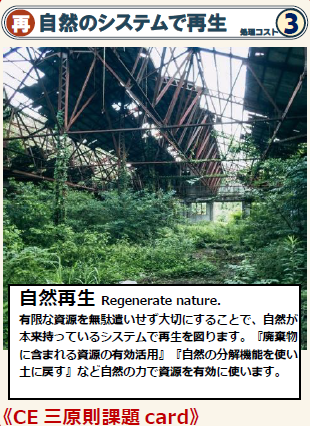 再 自然のシステムで再生 処理コスト 3
自然再生 Regenerate nature.
有限な資源を無駄遣いせず大切にすることで、自然が
本来持っているシステムで再生を図ります。『廃棄物
に含まれる資源の有効活用』『自然の分解機能を使い
土に戻す』など自然の力で資源を有効に使います。
《CE 三原則課題 card》